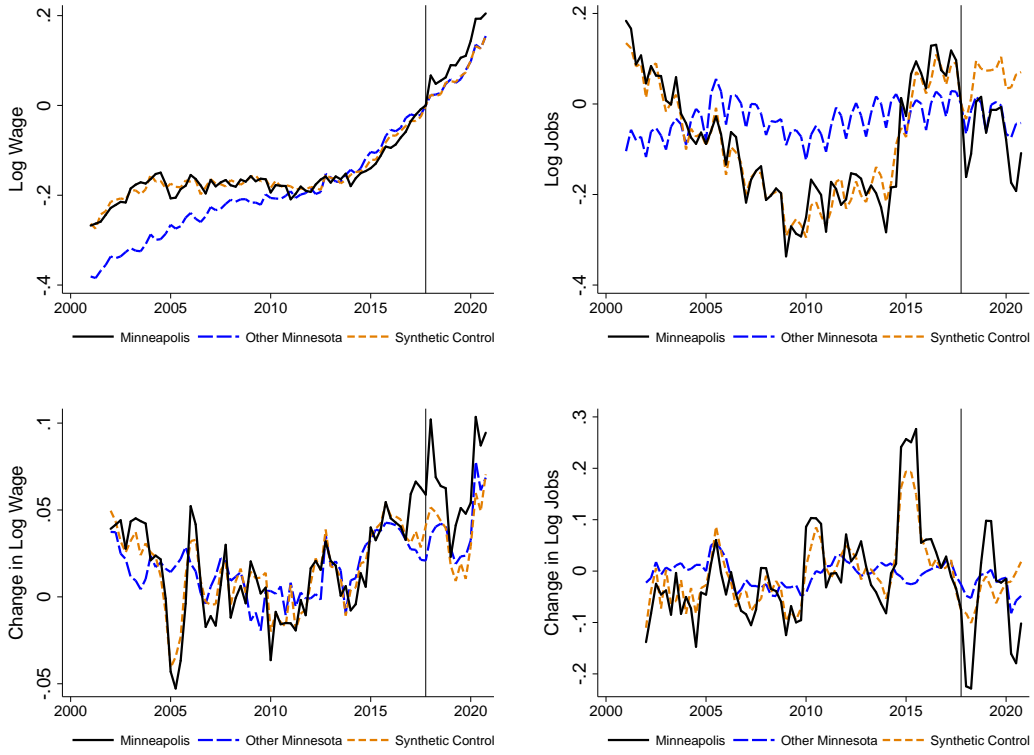 .2
0
-.2
-.4
Log Wage
2000 2005 2010 2015 2020
Minneapolis Other Minnesota Synthetic Control
.2
0
-.2
-.4
Log Jobs
2000 2005 2010 2015 2020
Minneapolis Other Minnesota Synthetic Control
.1
.05
0
-.05
Change in Log Wage
2000 2005 2010 2015 2020
Minneapolis Other Minnesota Synthetic Control
.3
.2
.1
0
-.1
-.2
Change in Log Jobs
2000 2005 2010 2015 2020
Minneapolis Other Minnesota Synthetic Control